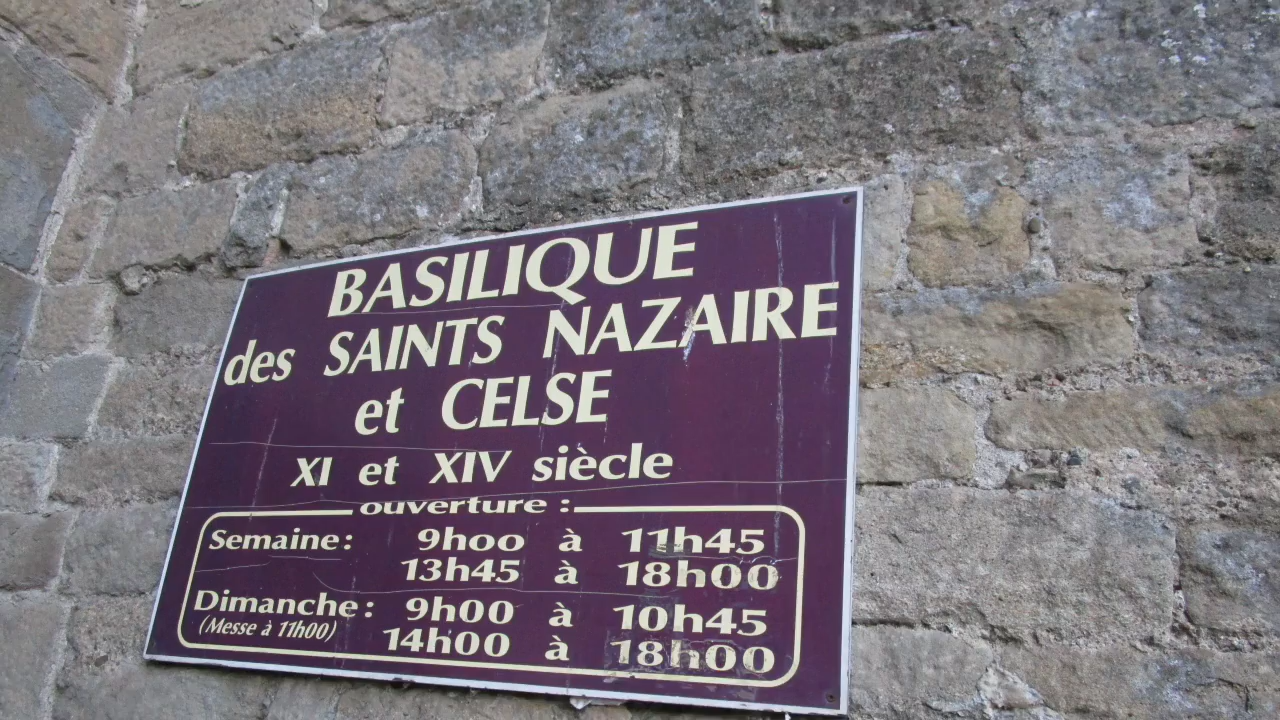 BASILIQUE
des SAINTS NAZAIRE
et CELSE
XI et XIV siècle
ouverture :
Semaine : 9hoo à 11h45
13h45 à 18h00
Dimanche : 9h00 à 10h45
(Messe à 11h00) 14h00 à 18h00